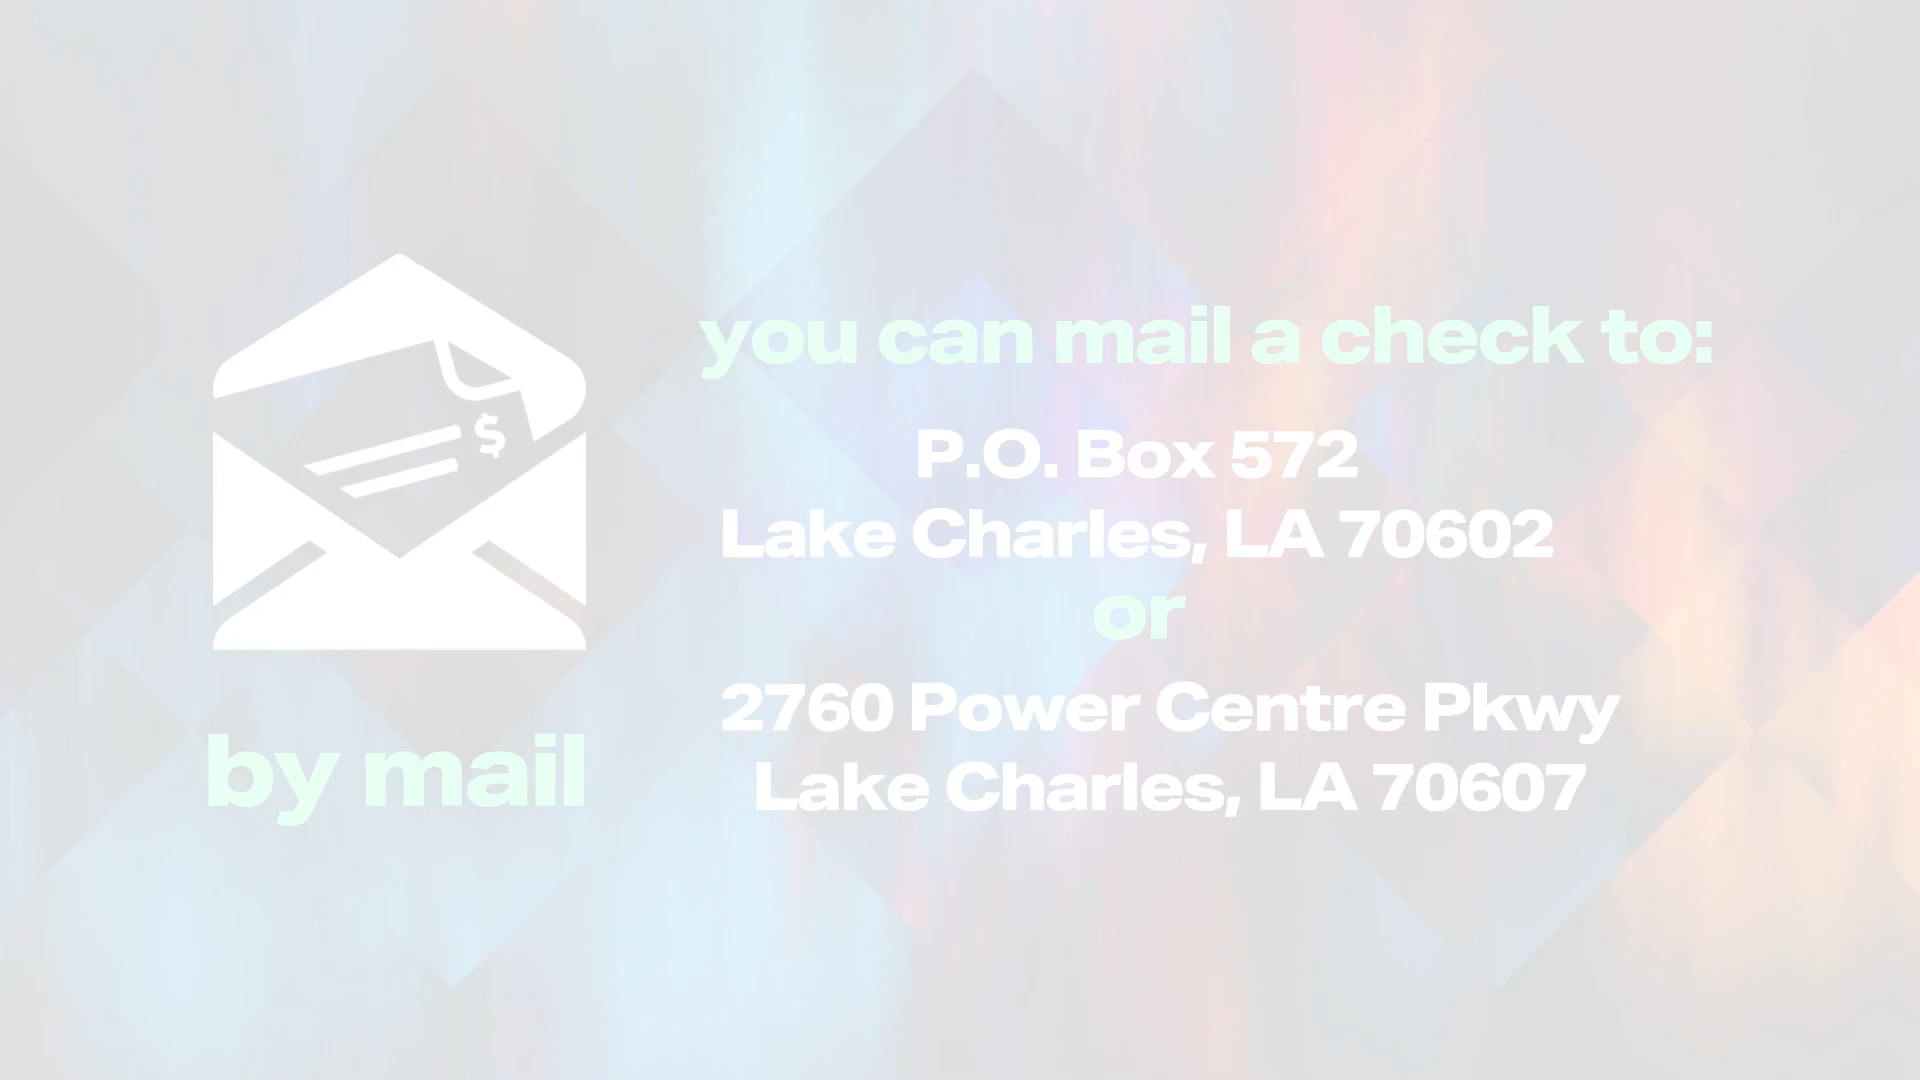 you can mail a check to:
P.O. Box 572
Lake Charles, LA 70602
or
2760 Power Centre Pkwy
Lake Charles, LA 70607
$
by mail